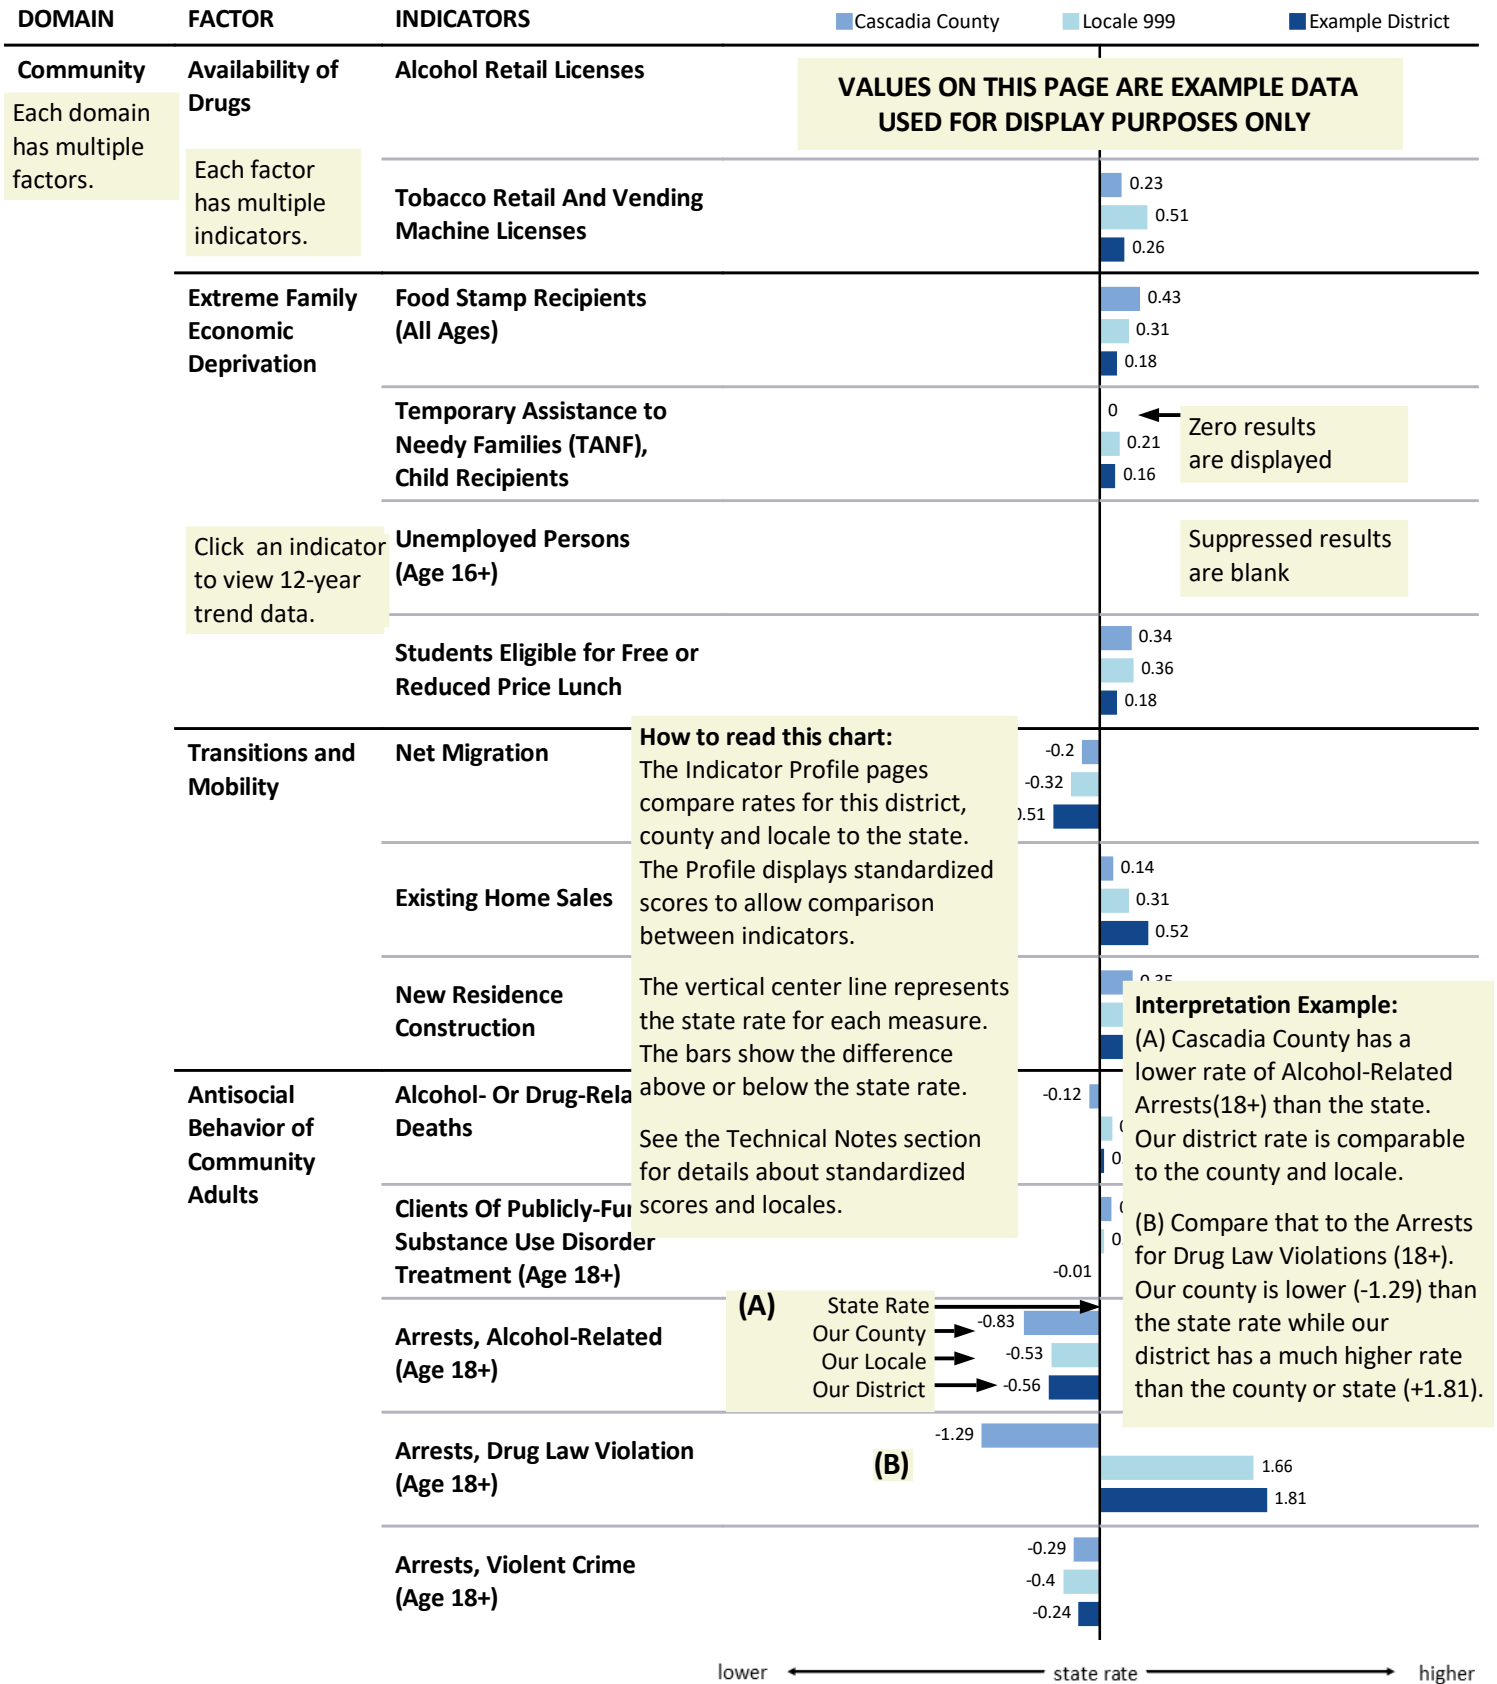 DOMAIN FACTOR INDICATORS Cascadia County Locale 999 Example District
Community
Each domain
has multiple
factors.
Availability of
Drugs
Each factor
has multiple
indicators.
Alcohol Retail Licenses
VALUES ON THIS PAGE ARE EXAMPLE DATA
USED FOR DISPLAY PURPOSES ONLY
Tobacco Retail And Vending
Machine Licenses
0.23
0.51
0.26
Extreme Family
Economic
Deprivation
Food Stamp Recipients
(All Ages)
0.43
0.31
0.18
Temporary Assistance to
Needy Families (TANF),
Child Recipients
0
0.21
0.16
Zero results
are displayed
Click an indicator
to view 12-year
trend data.
Unemployed Persons
(Age 16+)
Suppressed results
are blank
Students Eligible for Free or
Reduced Price Lunch
0.34
0.36
0.18
Transitions and
Mobility
Net Migration
-0.2
-0.32
.51
How to read this chart:
The Indicator Profile pages
compare rates for this district,
county and locale to the state.
The Profile displays standardized
scores to allow comparison
between indicators.
The vertical center line represents
the state rate for each measure.
The bars show the difference
above or below the state rate.
See the Technical Notes section
for details about standardized
scores and locales.
Existing Home Sales
0.14
0.31
0.52
New Residence
Construction
Interpretation Example:
(A) Cascadia County has a
lower rate of Alcohol-Related
Arrests(18+) than the state.
Our district rate is comparable
to the county and locale.
(B) Compare that to the Arrests
for Drug Law Violations (18+).
Our county is lower (-1.29) than
the state rate while our
district has a much higher rate
than the county or state (+1.81).
Antisocial
Behavior of
Community
Adults
Alcohol- Or Drug-Rela
Deaths
-0.12
0.
Clients Of Publicly-Fu
Substance Use Disorder
Treatment (Age 18+)
0.
-0.01
Arrests, Alcohol-Related
(Age 18+)
(A) State Rate
Our County -0.83
Our Locale -0.53
Our District -0.56
Arrests, Drug Law Violation
(Age 18+)
(B)
-1.29
1.66
1.81
Arrests, Violent Crime
(Age 18+)
-0.29
-0.4
-0.24
lower state rate higher